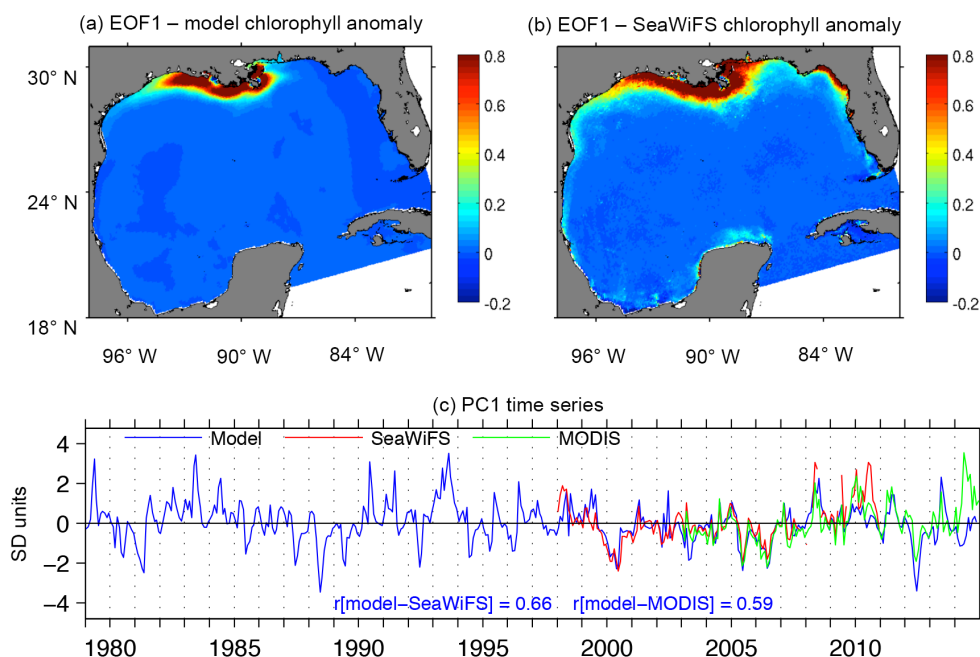 (a) EOF1 – model chlorophyll anomaly
(b) EOF1 – SeaWiFS chlorophyll anomaly
30° N
24° N
18° N
0.8
0.6
0.4
0.2
0
-0.2
0.8
0.6
0.4
0.2
0
-0.2
96° W 90° W 84° W
96° W 90° W 84° W
(c) PC1 time series
Model SeaWiFS MODIS
SD units
4
2
0
−2
−4
r[model−SeaWiFS] = 0.66 r[model−MODIS] = 0.59
1980 1985 1990 1995 2000 2005 2010